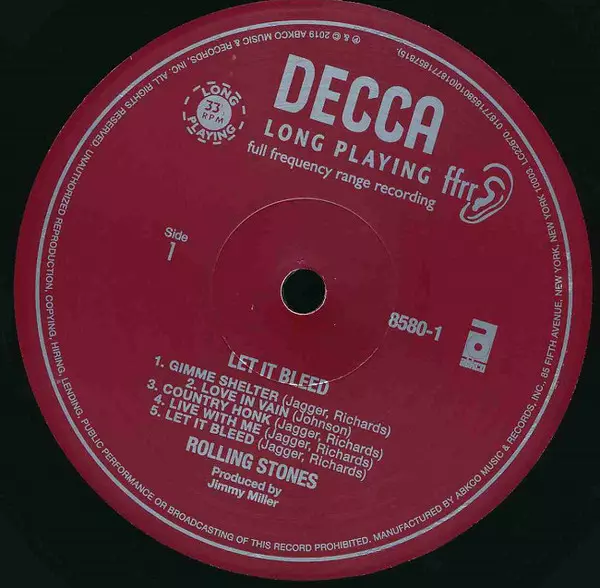 DECCA
LONG PLAYING
full frequency range recording
ffrr
LONG
33
RPM
PLAYING
Side
1
8580-1
a
abkco
LET IT BLEED
1. GIMME SHELTER (Jagger, Richards)
2. LOVE IN VAIN (Johnson)
3. COUNTRY HONK (Jagger, Richards)
4. LIVE WITH ME (Jagger, Richards)
5. LET IT BLEED (Jagger, Richards)
ROLLING STONES
Produced by
Jimmy Miller
℗ & © 2019 ABKCO MUSIC & RECORDS, INC. ALL RIGHTS RESERVED. UNAUTHORIZED REPRODUCTION, COPYING, HIRING, LENDING, PUBLIC PERFORMANCE OR BROADCASTING OF THIS RECORD PROHIBITED. MANUFACTURED BY ABKCO MUSIC & RECORDS, INC., 85 FIFTH AVENUE, NEW YORK, NEW YORK 10003. LC22670.